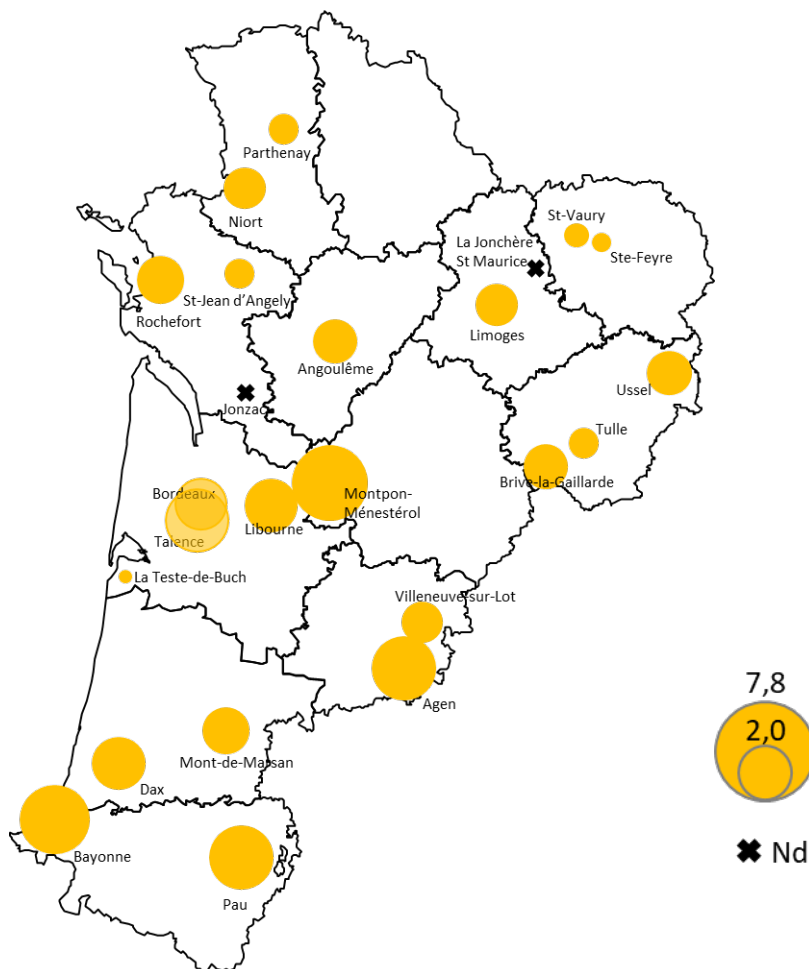 Parthenay
Niort
St-Vaury
La Jonchère
St Maurice
Ste-Feyre
St-Jean d’Angely
Rochefort
Limoges
Angoulême
Ussel
Jonzac
Tulle
Brive-la-Gaillarde
Bordeaux
Montpon-
Ménestérol
Libourne
Talence
La Teste-de-Buch
Villeneuve-sur-Lot
Agen
7,8
2,0
Mont-de-Massan
Dax
Bayonne
Nd
Pau